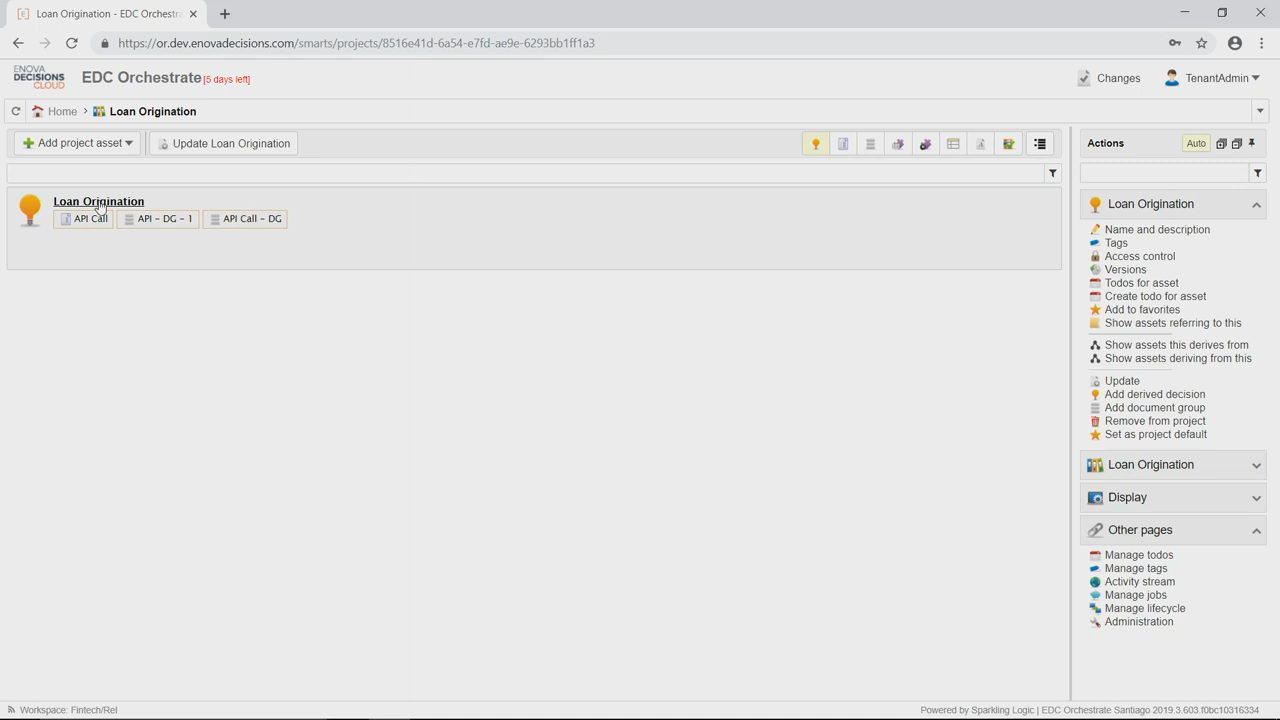 Loan Origination - EDC Orchestr
https://or.dev.enovadecisions.com/smarts/projects/8516e41d-6a54-e7fd-ae9e-6293bb1ff1a3
ENOVA
DECISIONS
CLOUD
EDC Orchestrate [5 days left]
Changes
TenantAdmin
Home
Loan Origination
Add project asset
Update Loan Origination
Loan Origination
API Call
API - DG - 1
API Call - DG
Actions
Auto
Loan Origination
Name and description
Tags
Access control
Versions
Todos for asset
Create todo for asset
Add to favorites
Show assets referring to this
Show assets this derives from
Show assets deriving from this
Update
Add derived decision
Add document group
Remove from project
Set as project default
Loan Origination
Display
Other pages
Manage todos
Manage tags
Activity stream
Manage jobs
Manage lifecycle
Administration
Workspace: Fintech/Rel
Powered by Sparkling Logic | EDC Orchestrate Santiago 2019.3.603.f0bc10316334